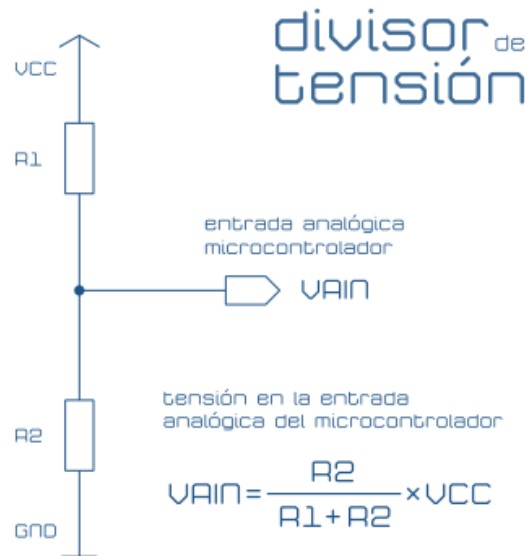 divisor de
tensión
VCC
R1
entrada analógica
microcontrolador
VAIN
tensión en la entrada
analógica del microcontrolador
R2
VAIN=
R2
R1+R2
×VCC
GND